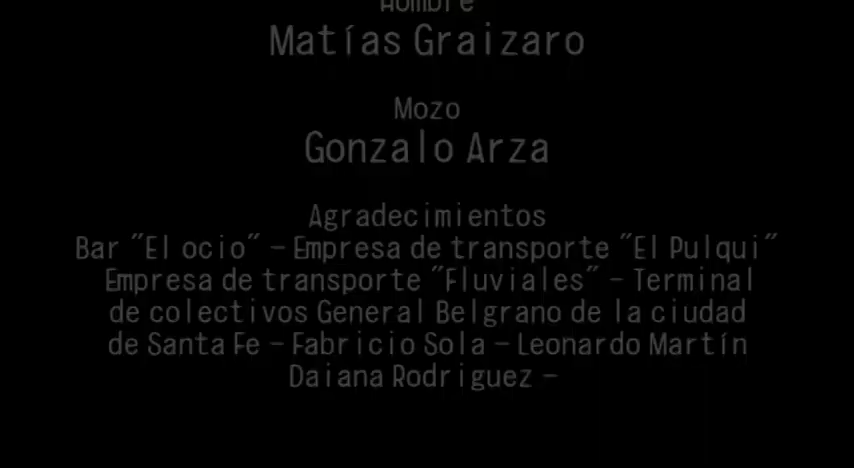 Hombre
Matías Graizaro
Mozo
Gonzalo Arza
Agradecimientos
Bar "El ocio" - Empresa de transporte "El Pulqui"
Empresa de transporte "Fluviales" - Terminal
de colectivos General Belgrano de la ciudad
de Santa Fe - Fabricio Sola - Leonardo Martín
Daiana Rodriguez -